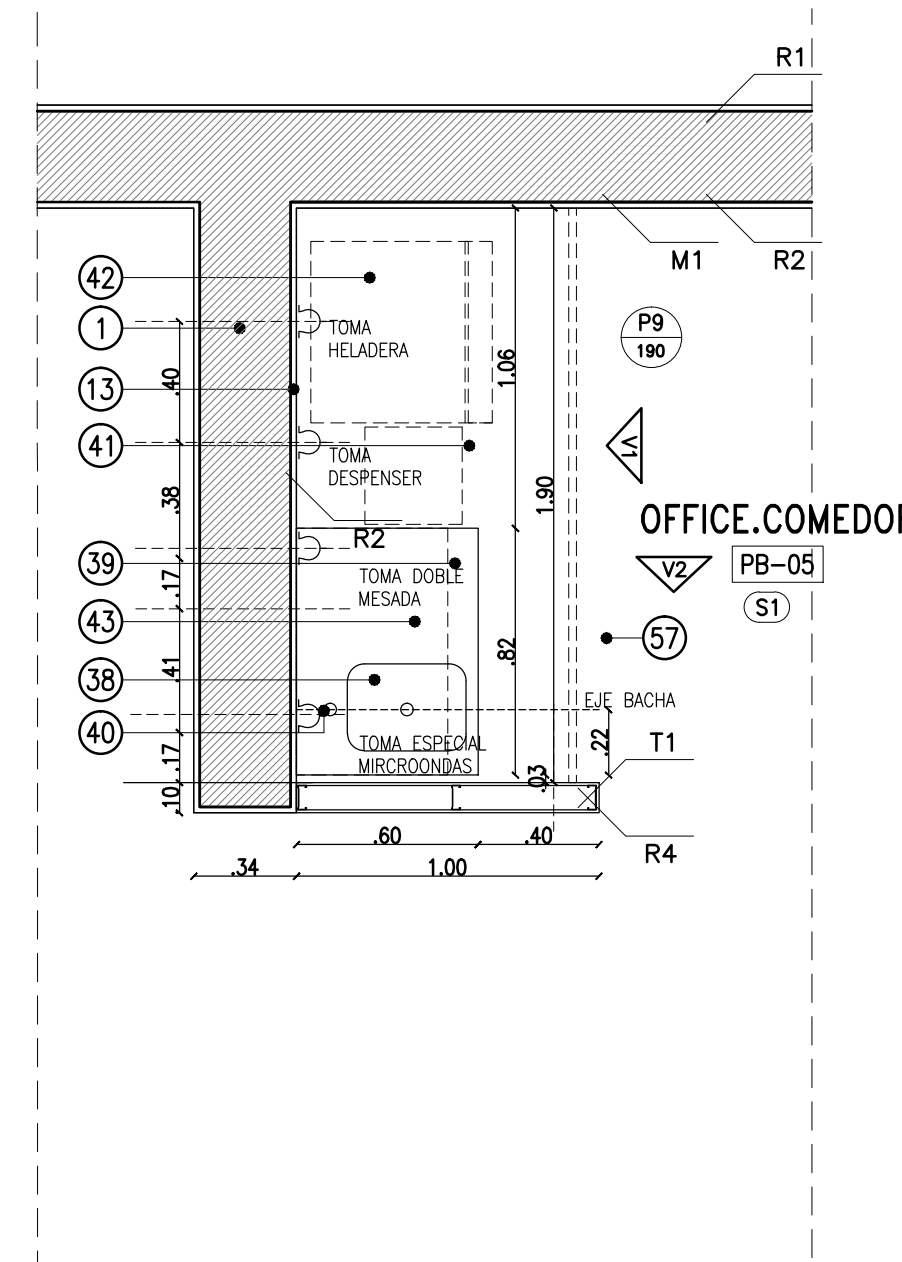 R1
M1
R2
42
1
13
41
39
43
38
40
57
TOMA
HELADERA
TOMA
DESPENSER
R2
TOMA DOBLE
MESADA
TOMA ESPECIAL
MIRCROONDAS
EJE BACHA
P9
190
V1
OFFICE.COMEDOR
V2
PB-05
S1
T1
R4
.40
.38
.17
.41
.17
.10
1.06
1.90
.82
.22
.03
.60
.40
.34
1.00